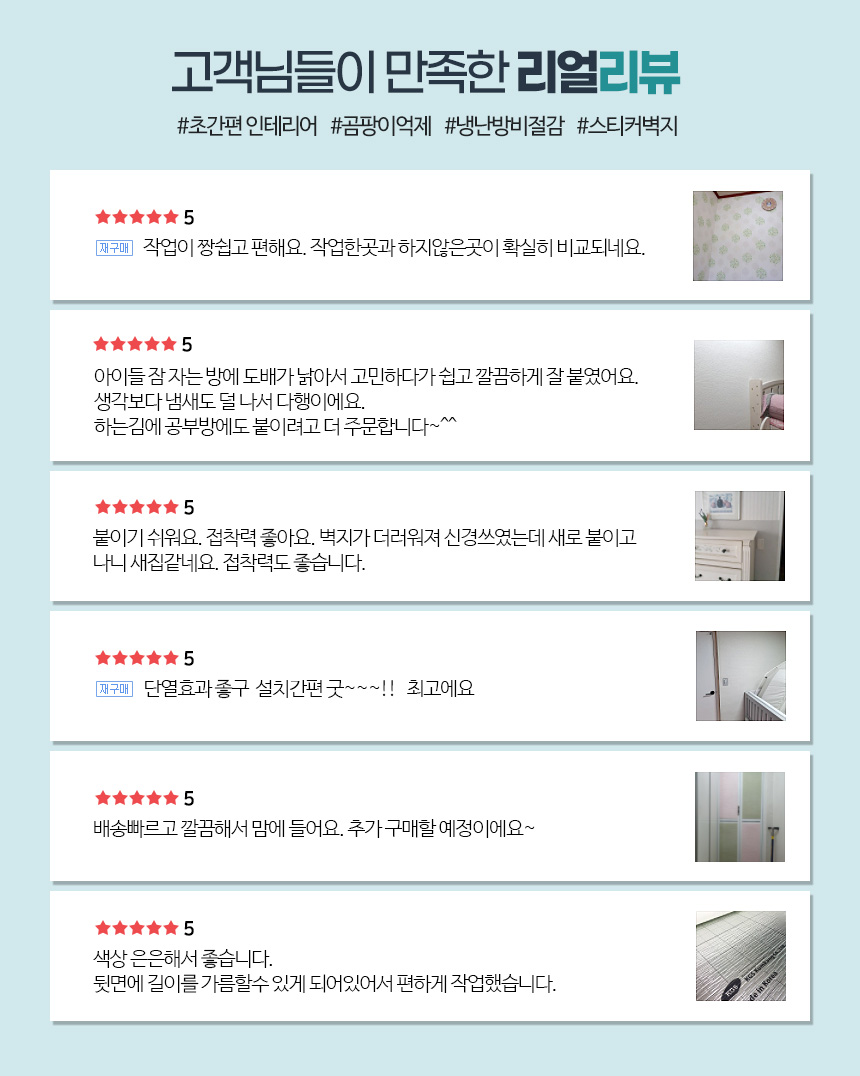 고객님들이 만족한 리얼리뷰
#초간편 인테리어 #곰팡이억제 #냉난방비절감 #스티커벽지
5
재구매 작업이 짱쉽고 편해요. 작업한곳과 하지않은곳이 확실히 비교되네요.
5
아이들 잠 자는 방에 도배가 낡아서 고민하다가 쉽고 깔끔하게 잘 붙였어요.
생각보다 냄새도 덜 나서 다행이에요.
하는김에 공부방에도 붙이려고 더 주문합니다~^^
5
붙이기 쉬워요. 접착력 좋아요. 벽지가 더러워져 신경쓰였는데 새로 붙이고
나니 새집같네요. 접착력도 좋습니다.
5
재구매 단열효과 좋구 설치간편 굿~~~!! 최고에요
5
배송빠르고 깔끔해서 맘에 들어요. 추가 구매할 예정이에요~
5
색상 은은해서 좋습니다.
뒷면에 길이를 가름할수 있게 되어있어서 편하게 작업했습니다.